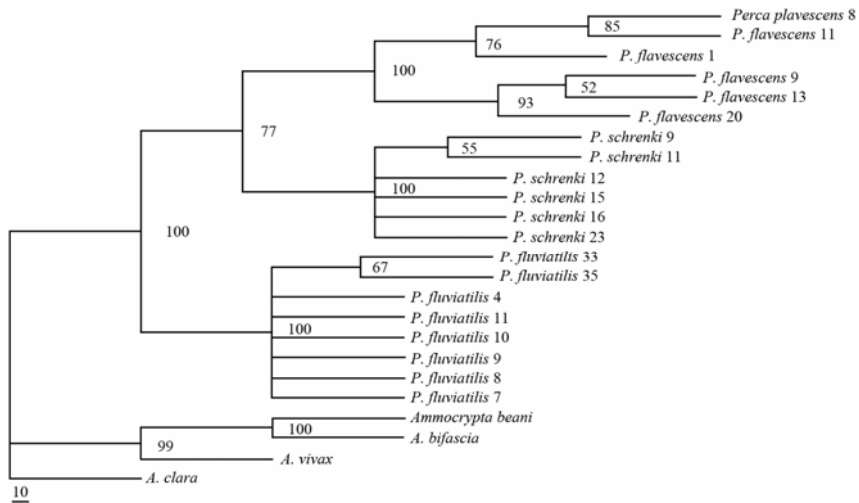 Perca plavescens 8
85
P. flavescens 11
76
P. flavescens 1
100
P. flavescens 9
52
P. flavescens 13
93
P. flavescens 20
77
P. schrenki 9
55
P. schrenki 11
P. schrenki 12
100
P. schrenki 15
P. schrenki 16
P. schrenki 23
100
P. fluviatilis 33
67
P. fluviatilis 35
P. fluviatilis 4
P. fluviatilis 11
100
P. fluviatilis 10
P. fluviatilis 9
P. fluviatilis 8
P. fluviatilis 7
Ammocrypta beani
100
A. bifascia
99
A. vivax
A. clara
10